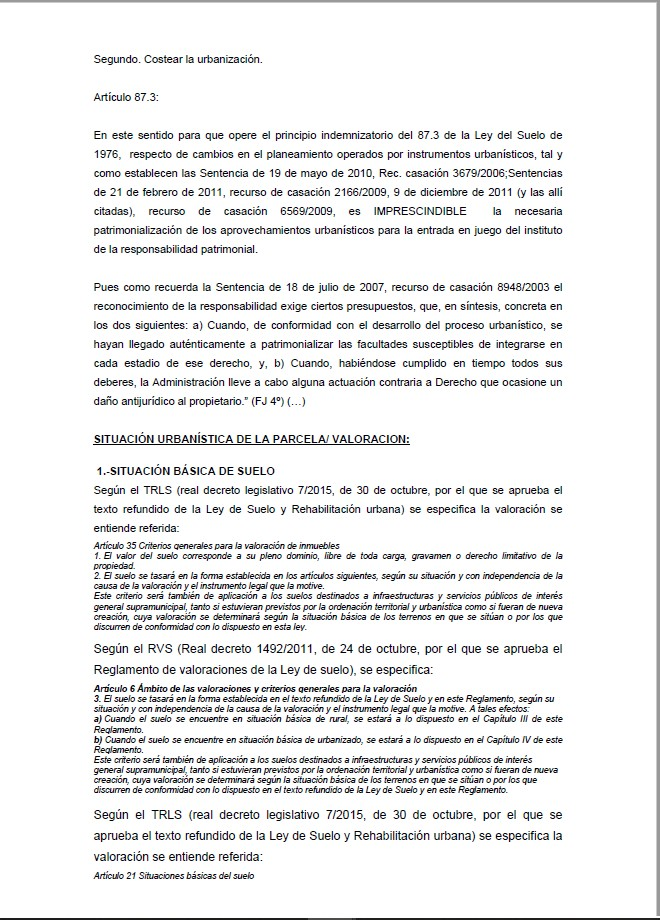 Segundo. Costear la urbanización.
Artículo 87.3:
En este sentido para que opere el principio indemnizatorio del 87.3 de la Ley del Suelo de
1976, respecto de cambios en el planeamiento operados por instrumentos urbanísticos, tal y
como establecen las Sentencia de 19 de mayo de 2010, Rec. casación 3679/2006;Sentencias
de 21 de febrero de 2011, recurso de casación 2166/2009, 9 de diciembre de 2011 (y las allí
citadas), recurso de casación 6569/2009, es IMPRESCINDIBLE la necesaria
patrimonialización de los aprovechamientos urbanísticos para la entrada en juego del instituto
de la responsabilidad patrimonial.
Pues como recuerda la Sentencia de 18 de julio de 2007, recurso de casación 8948/2003 el
reconocimiento de la responsabilidad exige ciertos presupuestos, que, en síntesis, concreta en
los dos siguientes: a) Cuando, de conformidad con el desarrollo del proceso urbanístico, se
hayan llegado auténticamente a patrimonializar las facultades susceptibles de integrarse en
cada estadio de ese derecho, y, b) Cuando, habiéndose cumplido en tiempo todos sus
deberes, la Administración lleve a cabo alguna actuación contraria a Derecho que ocasione un
daño antijurídico al propietario.” (FJ 4º) (…)
SITUACIÓN URBANÍSTICA DE LA PARCELA/ VALORACION:
1.-SITUACIÓN BÁSICA DE SUELO
Según el TRLS (real decreto legislativo 7/2015, de 30 de octubre, por el que se aprueba el
texto refundido de la Ley de Suelo y Rehabilitación urbana) se especifica la valoración se
entiende referida:
Artículo 35 Criterios generales para la valoración de inmuebles
1. El valor del suelo corresponde a su pleno dominio, libre de toda carga, gravamen o derecho limitativo de la
propiedad.
2. El suelo se tasará en la forma establecida en los artículos siguientes, según su situación y con independencia de la
causa de la valoración y el instrumento legal que la motive.
Este criterio será también de aplicación a los suelos destinados a infraestructuras y servicios públicos de interés
general supramunicipal, tanto si estuvieran previstos por la ordenación territorial y urbanística como si fueran de nueva
creación, cuya valoración se determinará según la situación básica de los terrenos en que se sitúan o por los que
discurren de conformidad con lo dispuesto en esta ley.
Según el RVS (Real decreto 1492/2011, de 24 de octubre, por el que se aprueba el
Reglamento de valoraciones de la Ley de suelo), se especifica:
Artículo 6 Ámbito de las valoraciones y criterios generales para la valoración
3. El suelo se tasará en la forma establecida en el texto refundido de la Ley de Suelo y en este Reglamento, según su
situación y con independencia de la causa de la valoración y el instrumento legal que la motive. A tales efectos:
a) Cuando el suelo se encuentre en situación básica de rural, se estará a lo dispuesto en el Capítulo III de este
Reglamento.
b) Cuando el suelo se encuentre en situación básica de urbanizado, se estará a lo dispuesto en el Capítulo IV de este
Reglamento.
Este criterio será también de aplicación a los suelos destinados a infraestructuras y servicios públicos de interés
general supramunicipal, tanto si estuvieran previstos por la ordenación territorial y urbanística como si fueran de nueva
creación, cuya valoración se determinará según la situación básica de los terrenos en que se sitúan o por los que
discurren de conformidad con lo dispuesto en el texto refundido de la Ley de Suelo y en este Reglamento.
Según el TRLS (real decreto legislativo 7/2015, de 30 de octubre, por el que se
aprueba el texto refundido de la Ley de Suelo y Rehabilitación urbana) se especifica la
valoración se entiende referida:
Artículo 21 Situaciones básicas del suelo